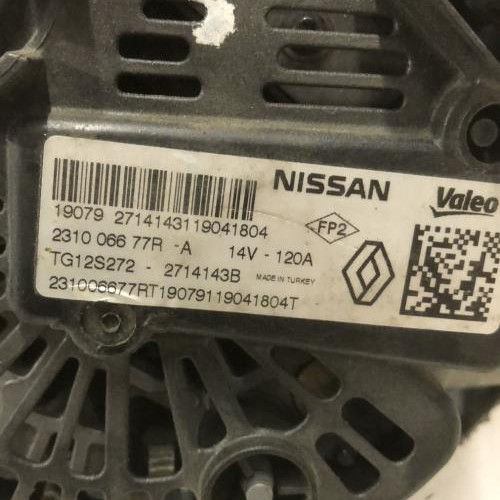 NISSAN Valeo
19079 2714143119041804
2310 066 77R -A 14V - 120A FP2
TG12S272 - 2714143B MADE IN TURKEY
231006677RT19079119041804T